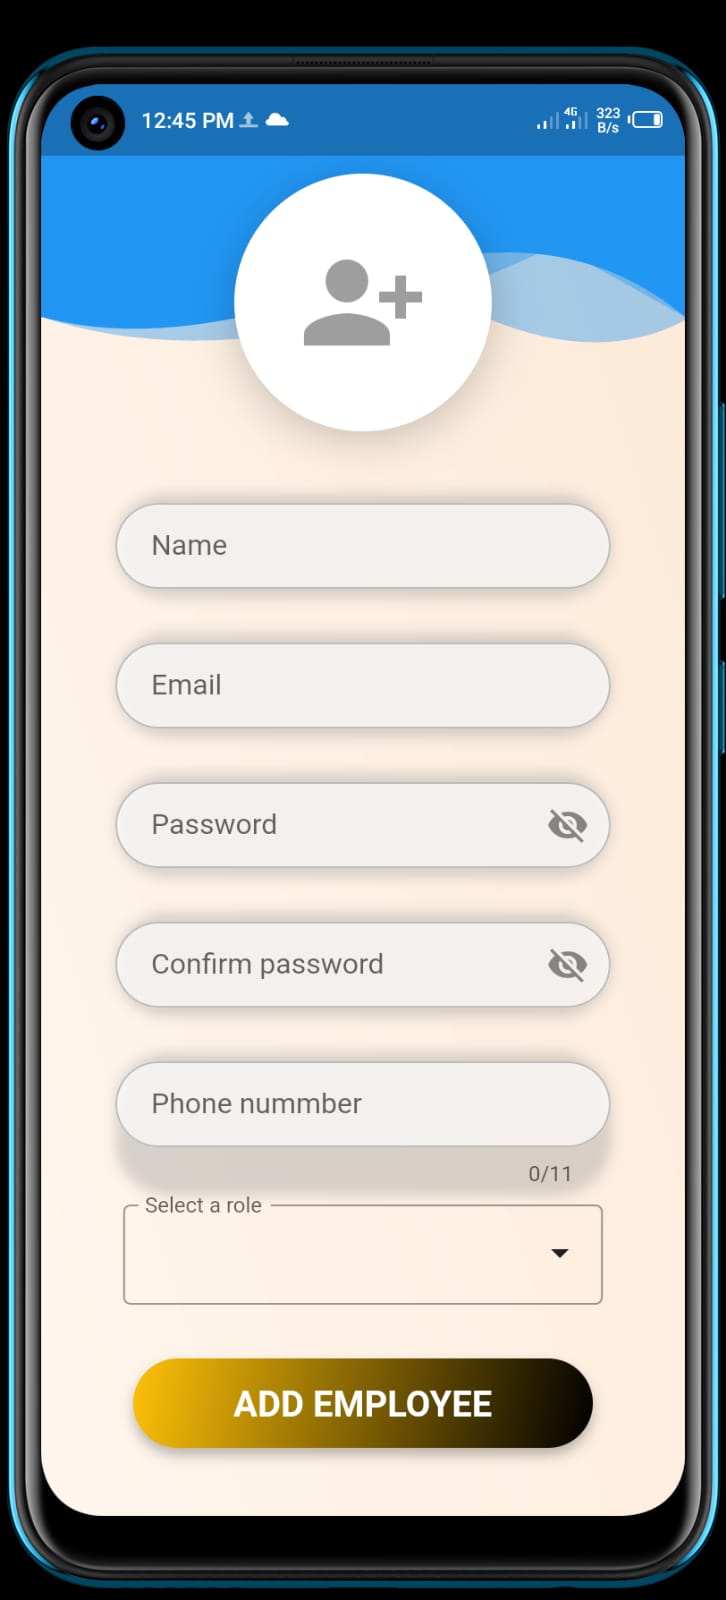 12:45 PM
4G
323
B/s
Name
Email
Password
Confirm password
Phone nummber
0/11
Select a role
ADD EMPLOYEE